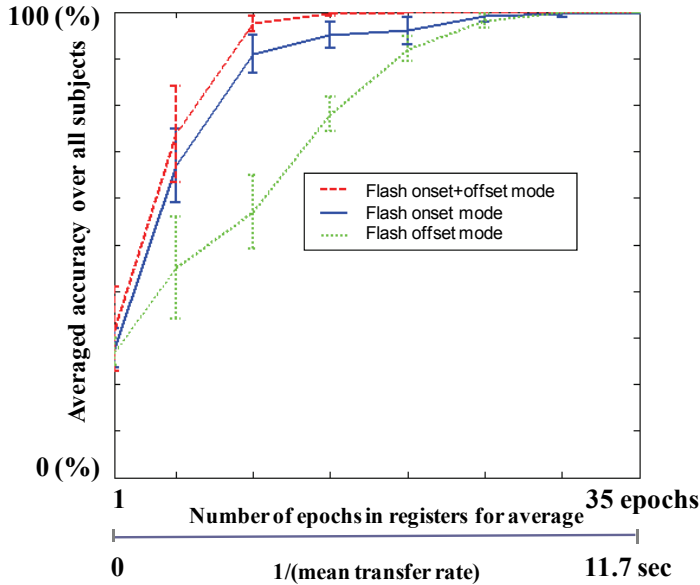 100 (%)
Averaged accuracy over all subjects
Flash onset+offset mode
Flash onset mode
Flash offset mode
0 (%)
1
35 epochs
Number of epochs in registers for average
0
1/(mean transfer rate)
11.7 sec